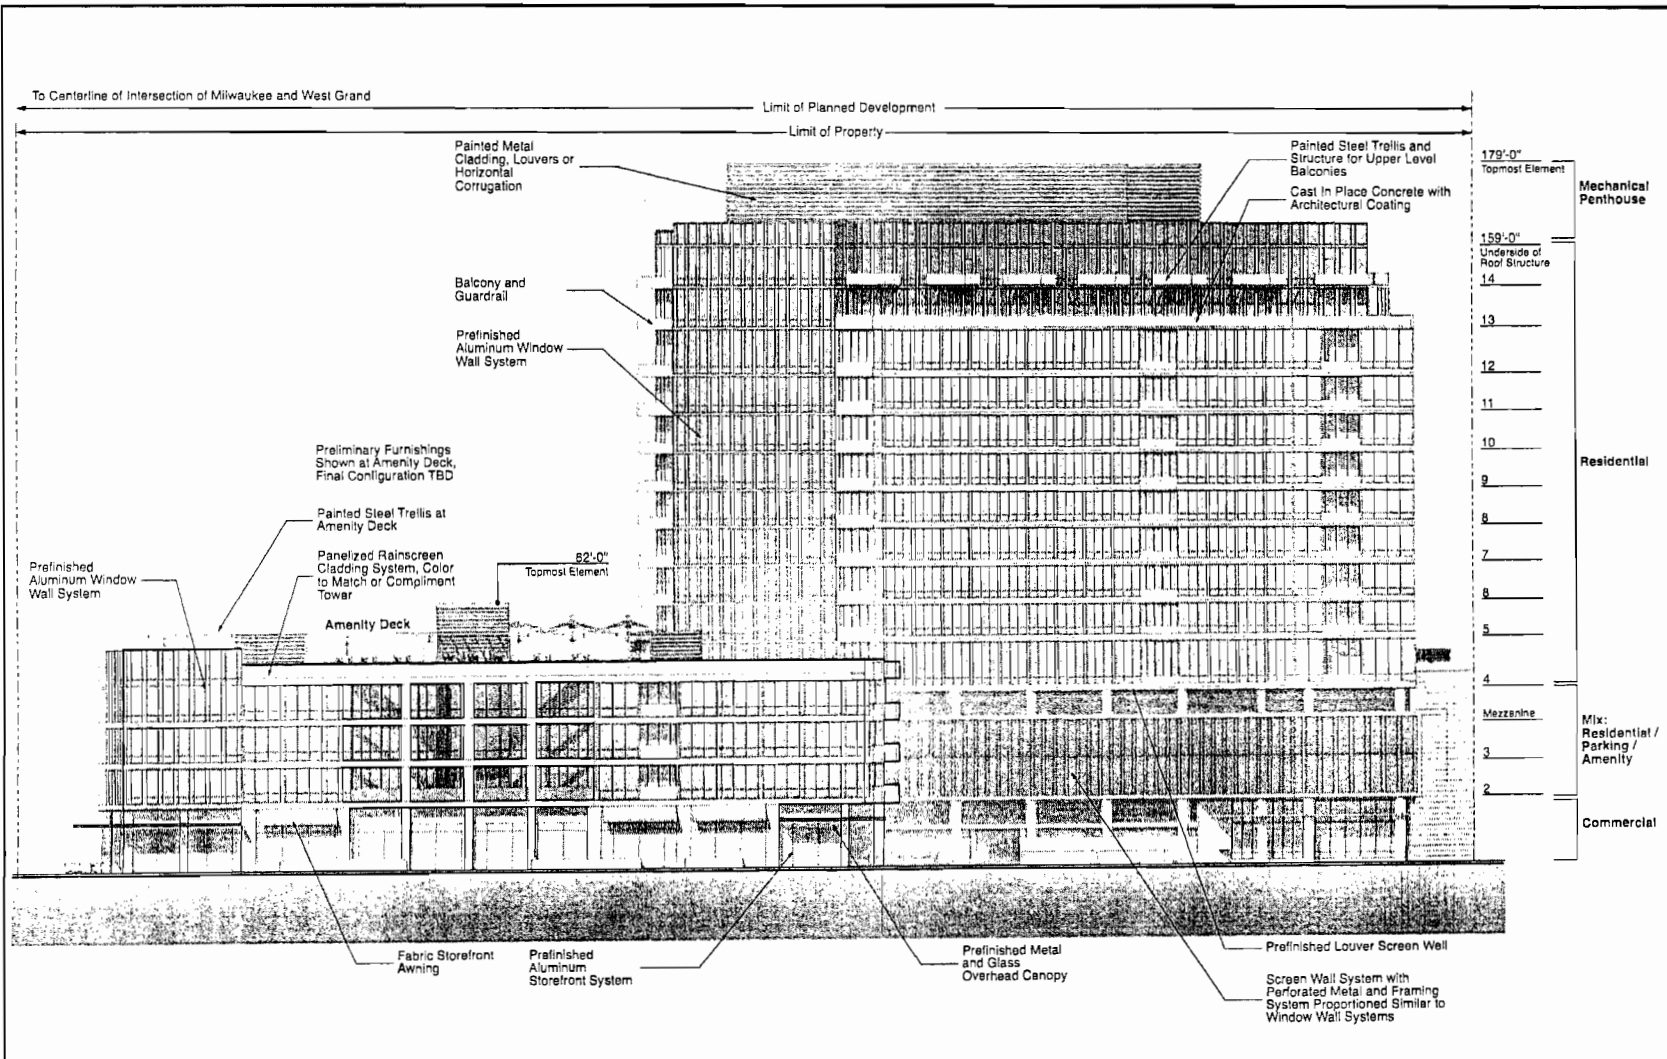 To Centerline of Intersection of Milwaukee and West Grand
Limit of Planned Development
Limit of Property
Painted Metal
Cladding, Louvers or
Horizontal
Corrugation
Painted Steel Trellis and
Structure for Upper Level
Balconies
Cast In Place Concrete with
Architectural Coating
179'-0"
Topmost Element
Mechanical
Penthouse
159'-0"
Underside of
Roof Structure
14
13
12
11
10
9
8
7
8
5
4
Mezzanine
3
2
Residential
Mix:
Residential /
Parking /
Amenity
Commercial
Balcony and
Guardrail
Prefinished
Aluminum Window
Wall System
Preliminary Furnishings
Shown at Amenity Deck,
Final Configuration TBD
Painted Steel Trellis at
Amenity Deck
Panelized Rainscreen
Cladding System, Color
to Match or Compliment
Tower
62'-0"
Topmost Element
Prefinished
Aluminum Window
Wall System
Amenity Deck
Fabric Storefront
Awning
Prefinished
Aluminum
Storefront System
Prefinished Metal
and Glass
Overhead Canopy
Prefinished Louver Screen Well
Screen Wall System with
Perforated Metal and Framing
System Proportioned Similar to
Window Wall Systems